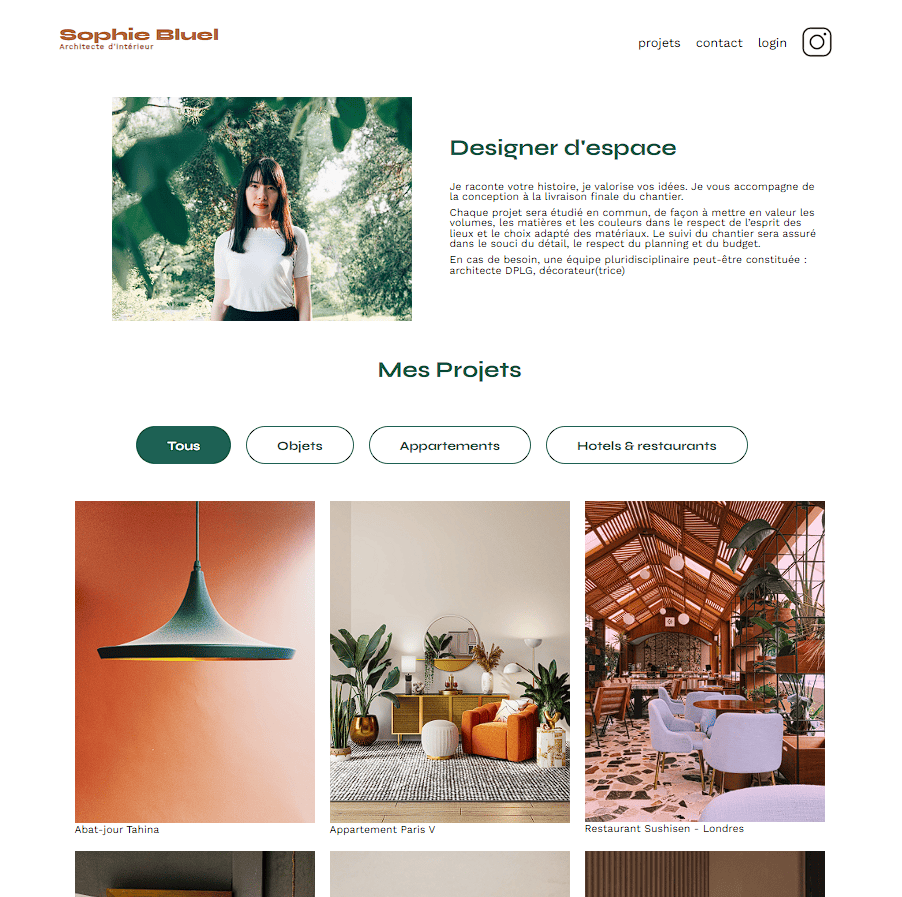 Sophie Bluel
Architecte d'intérieur
projets contact login
Designer d'espace
Je raconte votre histoire, je valorise vos idées. Je vous accompagne de
la conception à la livraison finale du chantier.
Chaque projet sera étudié en commun, de façon à mettre en valeur les
volumes, les matières et les couleurs dans le respect de l'esprit des
lieux et le choix adapté des matériaux. Le suivi du chantier sera assuré
dans le souci du détail, le respect du planning et du budget.
En cas de besoin, une équipe pluridisciplinaire peut-être constituée :
architecte DPLG, décorateur(trice)
Mes Projets
Tous Objets Appartements Hotels & restaurants
Abat-jour Tahina
Appartement Paris V
Restaurant Sushisen - Londres